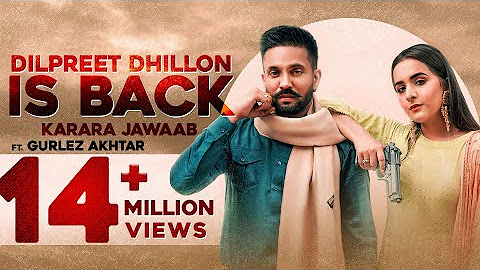 DILPREET DHILLON
IS BACK
KARARA JAWAAB
FT. GURLEZ AKHTAR
14+
MILLION
VIEWS